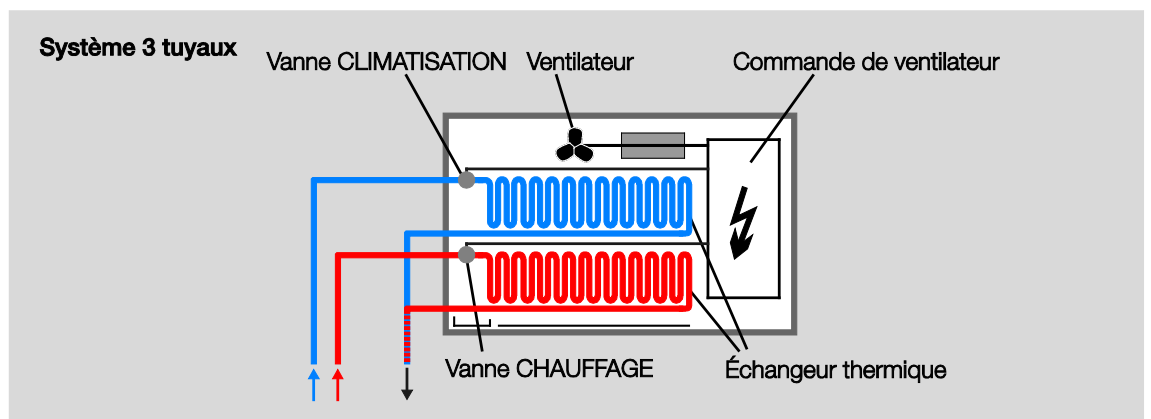 Système 3 tuyaux
Vanne CLIMATISATION
Ventilateur
Commande de ventilateur
Vanne CHAUFFAGE
Échangeur thermique